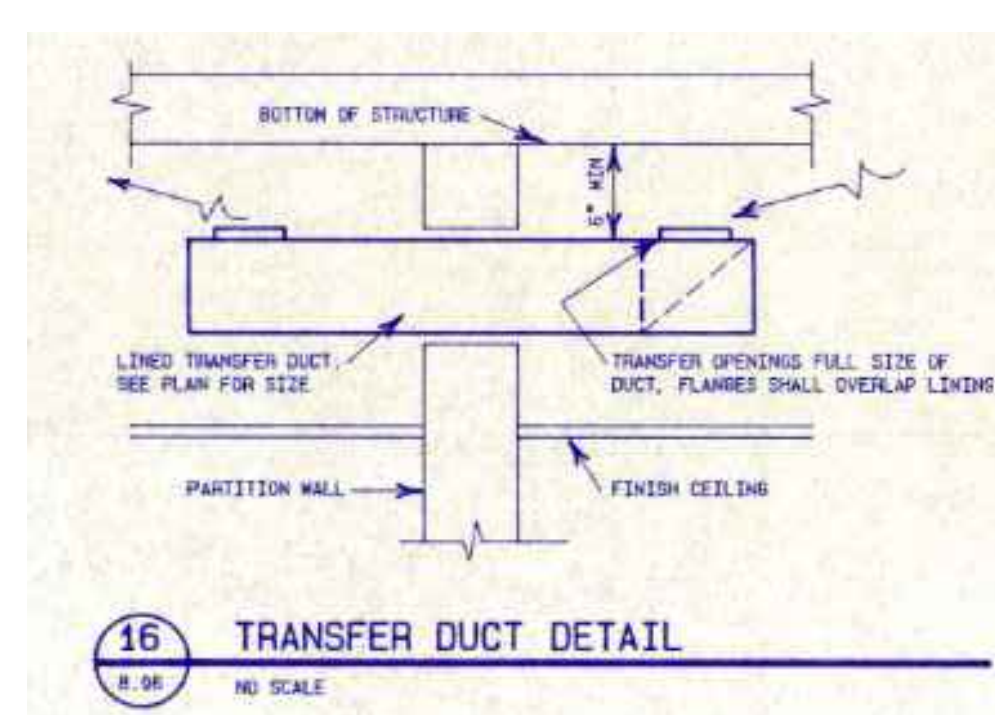 BOTTOM OF STRUCTURE
6" MIN
LINED TRANSFER DUCT,
SEE PLAN FOR SIZE
TRANSFER OPENINGS FULL SIZE OF
DUCT, FLANGES SHALL OVERLAP LINING
PARTITION WALL
FINISH CEILING
16
8.96
TRANSFER DUCT DETAIL
NO SCALE